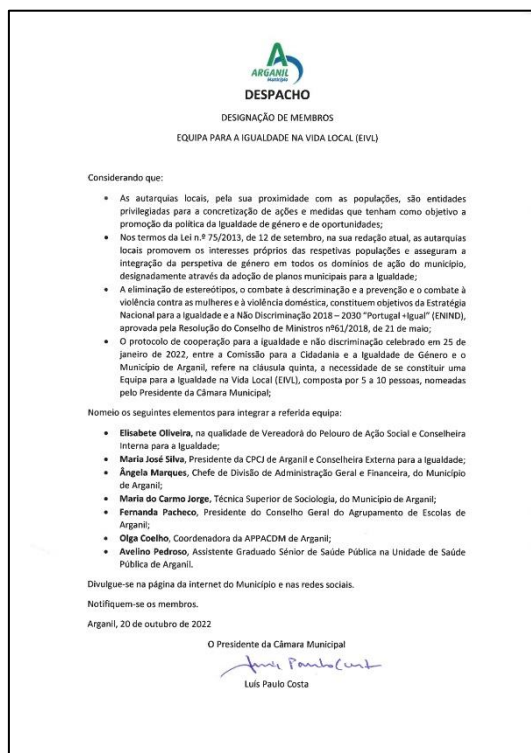 ARGANIL
Município
DESPACHO
DESIGNAÇÃO DE MEMBROS
EQUIPA PARA A IGUALDADE NA VIDA LOCAL (EIVL)
Considerando que:
• As autarquias locais, pela sua proximidade com as populações, são entidades
privilegiadas para a concretização de ações e medidas que tenham como objetivo a
promoção da política da Igualdade de género e de oportunidades;
• Nos termos da Lei n.º 75/2013, de 12 de setembro, na sua redação atual, as autarquias
locais promovem os interesses próprios das respetivas populações e asseguram a
integração da perspetiva de género em todos os domínios de ação do município,
designadamente através da adoção de planos municipais para a Igualdade;
• A eliminação de estereótipos, o combate à descriminação e a prevenção e o combate à
violência contra as mulheres e à violência doméstica, constituem objetivos da Estratégia
Nacional para a Igualdade e a Não Discriminação 2018 – 2030 "Portugal +Igual" (ENIND),
aprovada pela Resolução do Conselho de Ministros nº61/2018, de 21 de maio;
• O protocolo de cooperação para a igualdade e não discriminação celebrado em 25 de
janeiro de 2022, entre a Comissão para a Cidadania e a Igualdade de Género e o
Município de Arganil, refere na cláusula quinta, a necessidade de se constituir uma
Equipa para a Igualdade na Vida Local (EIVL), composta por 5 a 10 pessoas, nomeadas
pelo Presidente da Câmara Municipal;
Nomeio os seguintes elementos para integrar a referida equipa:
• Elisabete Oliveira, na qualidade de Vereadora do Pelouro de Ação Social e Conselheira
Interna para a Igualdade;
• Maria José Silva, Presidente da CPCJ de Arganil e Conselheira Externa para a Igualdade;
• Ângela Marques, Chefe de Divisão de Administração Geral e Financeira, do Município
de Arganil;
• Maria do Carmo Jorge, Técnica Superior de Sociologia, do Município de Arganil;
• Fernanda Pacheco, Presidente do Conselho Geral do Agrupamento de Escolas de
Arganil;
• Olga Coelho, Coordenadora da APPACDM de Arganil;
• Avelino Pedroso, Assistente Graduado Sénior de Saúde Pública na Unidade de Saúde
Pública de Arganil.
Divulgue-se na página da internet do Município e nas redes sociais.
Notifiquem-se os membros.
Arganil, 20 de outubro de 2022
O Presidente da Câmara Municipal
Luís Paulo Costa